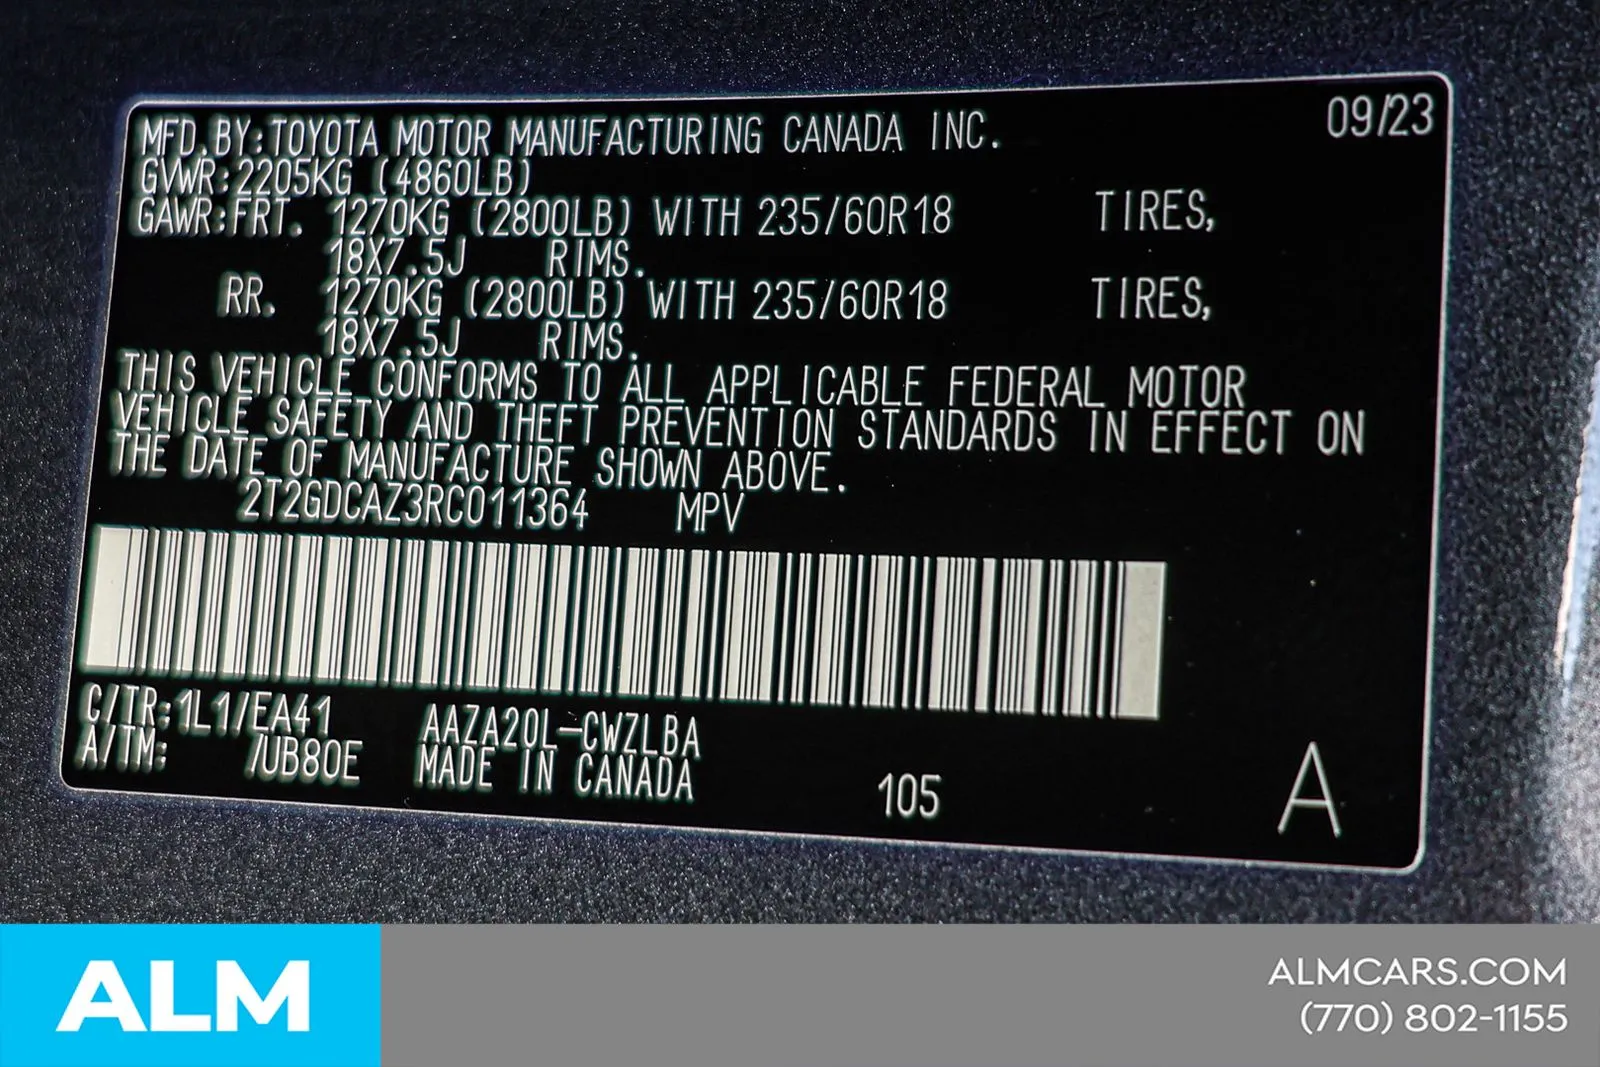 MFD.BY:TOYOTA MOTOR MANUFACTURING CANADA INC. 09/23
GVWR:2205KG (4860LB)
GAWR:FRT. 1270KG (2800LB) WITH 235/60R18 TIRES,
18X7.5J RIMS.
RR. 1270KG (2800LB) WITH 235/60R18 TIRES,
18X7.5J RIMS.
THIS VEHICLE CONFORMS TO ALL APPLICABLE FEDERAL MOTOR
VEHICLE SAFETY AND THEFT PREVENTION STANDARDS IN EFFECT ON
THE DATE OF MANUFACTURE SHOWN ABOVE.
2T2GDCAZ3RC011364 MPV
C/TR:1L1/EA41 AAZA20L-CWZLBA
A/TM: /UB80E MADE IN CANADA
105 A
ALM
ALMCARS.COM
(770) 802-1155